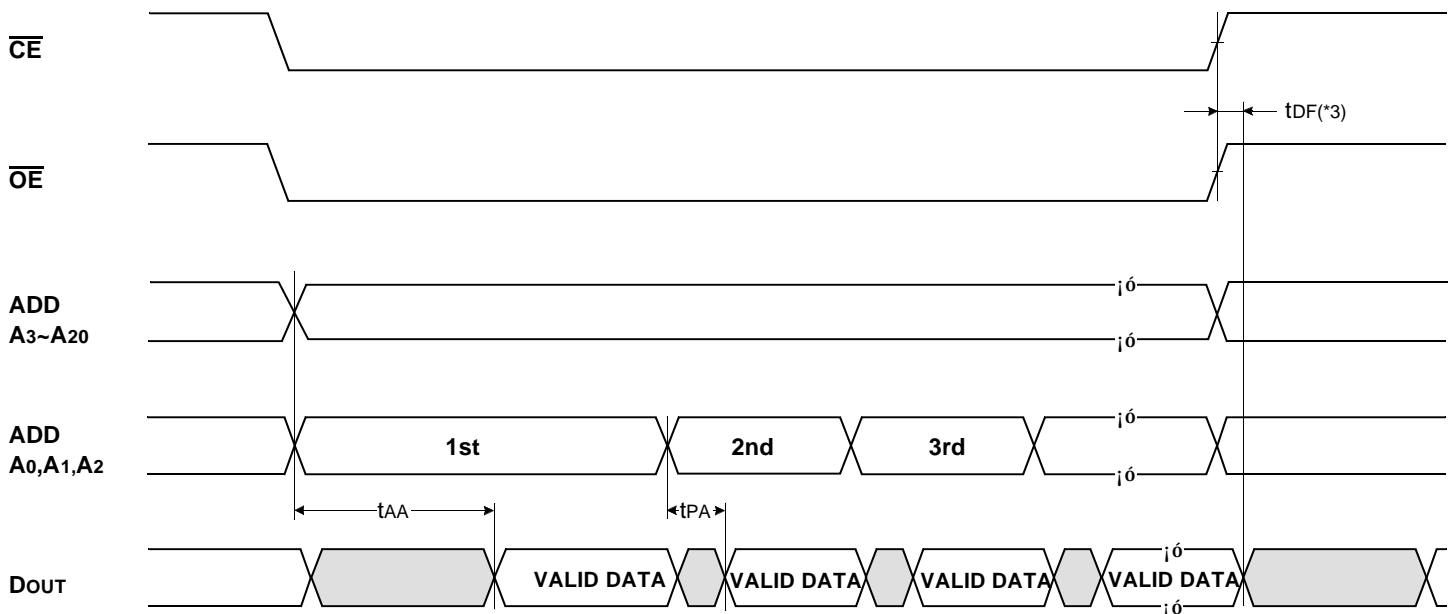 CE
tDF(*3)
OE
ADD
A3~A20
¡ó
¡ó
ADD
A0,A1,A2
1st
2nd
3rd
¡ó
¡ó
tAA
tPA
DOUT
VALID DATA
VALID DATA
VALID DATA
¡ó
VALID DATA
¡ó